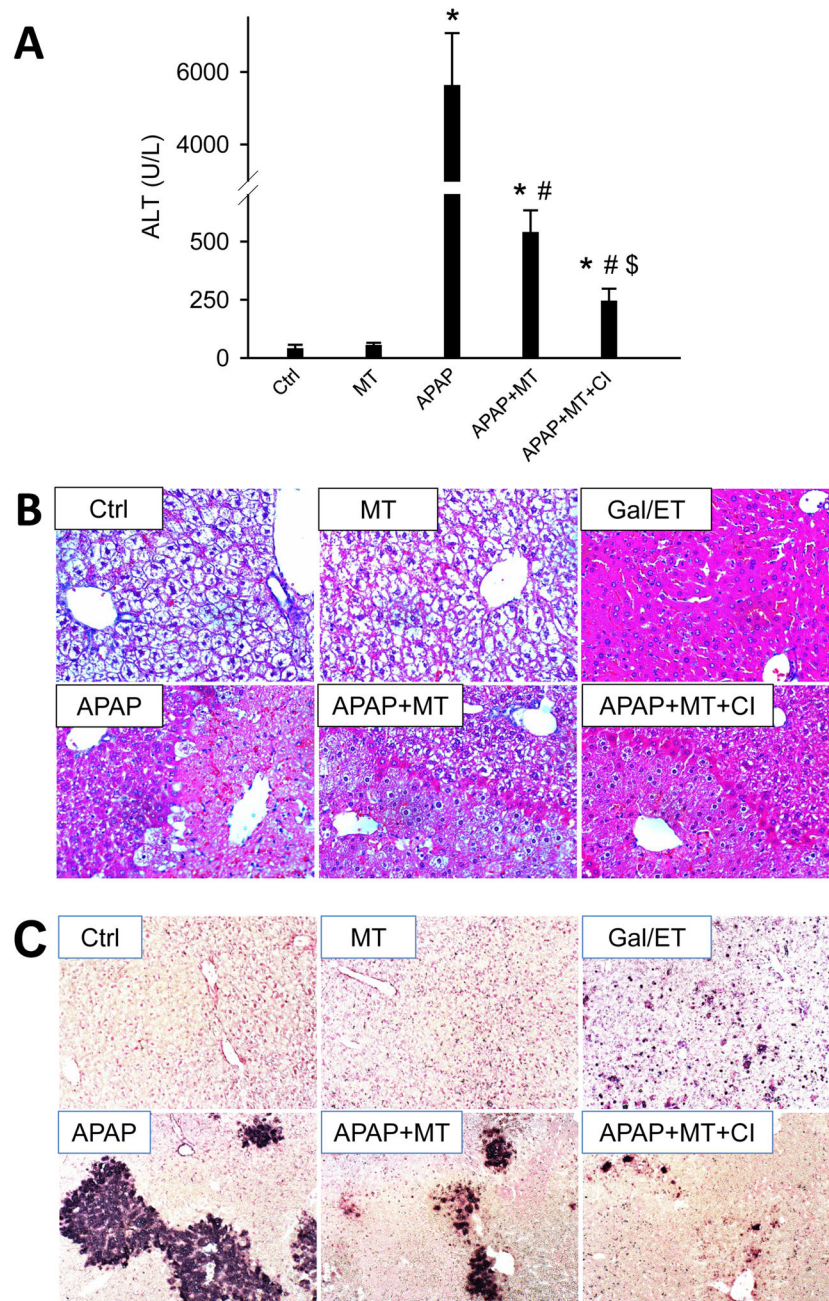 A
ALT (U/L)
6000
4000
500
250
0
*
* #
* # $
Ctrl
MT
APAP
APAP+MT
APAP+MT+CI
B
Ctrl
MT
Gal/ET
APAP
APAP+MT
APAP+MT+CI
C
Ctrl
MT
Gal/ET
APAP
APAP+MT
APAP+MT+CI